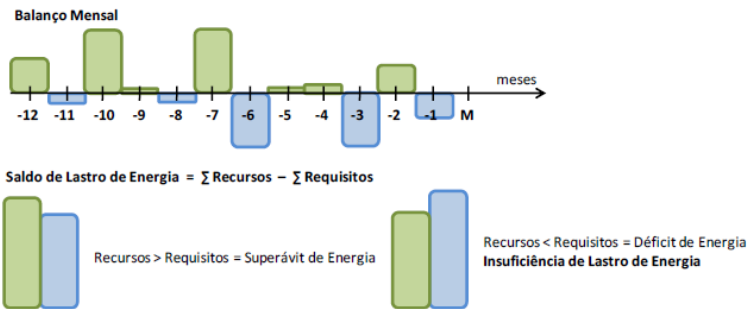 Balanço Mensal
meses
-12 -11 -10 -9 -8 -7 -6 -5 -4 -3 -2 -1 M
Saldo de Lastro de Energia = ∑ Recursos – ∑ Requisitos
Recursos > Requisitos = Superávit de Energia
Recursos < Requisitos = Déficit de Energia
Insuficiência de Lastro de Energia